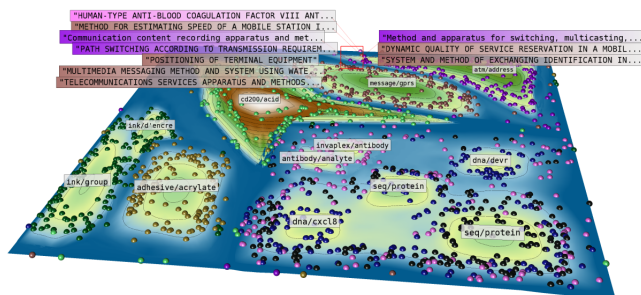 "HUMAN-TYPE ANTI-BLOOD COAGULATION FACTOR VIII ANT...
"METHOD FOR ESTIMATING SPEED OF A MOBILE STATION I...
"Communication content recording apparatus and met...
"PATH SWITCHING ACCORDING TO TRANSMISSION REQUIREM...
"POSITIONING OF TERMINAL EQUIPMENT"
"MULTIMEDIA MESSAGING METHOD AND SYSTEM USING WATE...
"TELECOMMUNICATIONS SERVICES APPARATUS AND METHODS...
"Method and apparatus for switching, multicasting,...
"DYNAMIC QUALITY OF SERVICE RESERVATION IN A MOBIL...
"SYSTEM AND METHOD OF EXCHANGING IDENTIFICATION IN...
atm/address
message/gprs
cd200/acid
ink/d'encre
invaplex/antibody
antibody/analyte
dna/devr
ink/group
adhesive/acrylate
seq/protein
dna/cxcl8
seq/protein